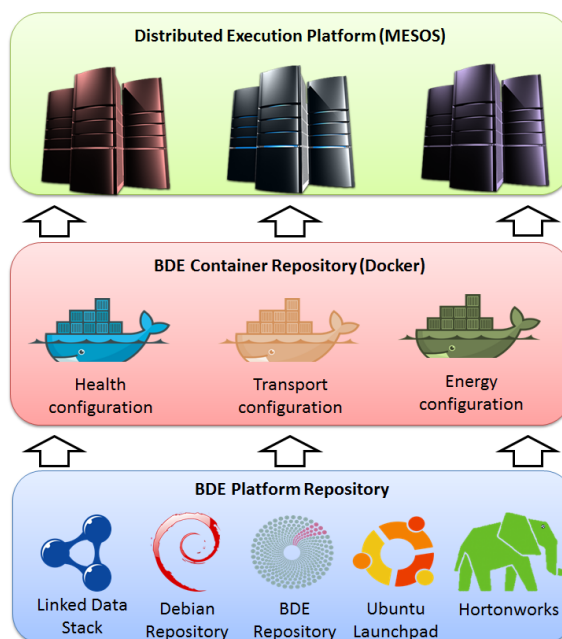 Distributed Execution Platform (MESOS)
BDE Container Repository (Docker)
Health
configuration
Transport
configuration
Energy
configuration
BDE Platform Repository
Linked Data
Stack
Debian
Repository
BDE
Repository
Ubuntu
Launchpad
Hortonworks